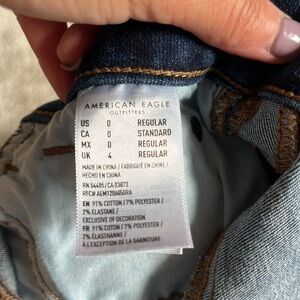 AMERICAN EAGLE
OUTFITTERS
US 0 REGULAR
CA 0 STANDARD
MX 0 REGULAR
UK 4 REGULAR
MADE IN CHINA / FABRIQUÉ EN CHINE /
HECHO EN CHINA
RN 54485 / CA 03873
EN 91% COTTON / 7% POLYESTER /
2% ELASTANE /
EXCLUSIVE OF DECORATION
FR 91% COTON / 7% POLYESTER /
2% ÉLASTHANNE /
À L'EXCEPTION DE LA GARNITURE